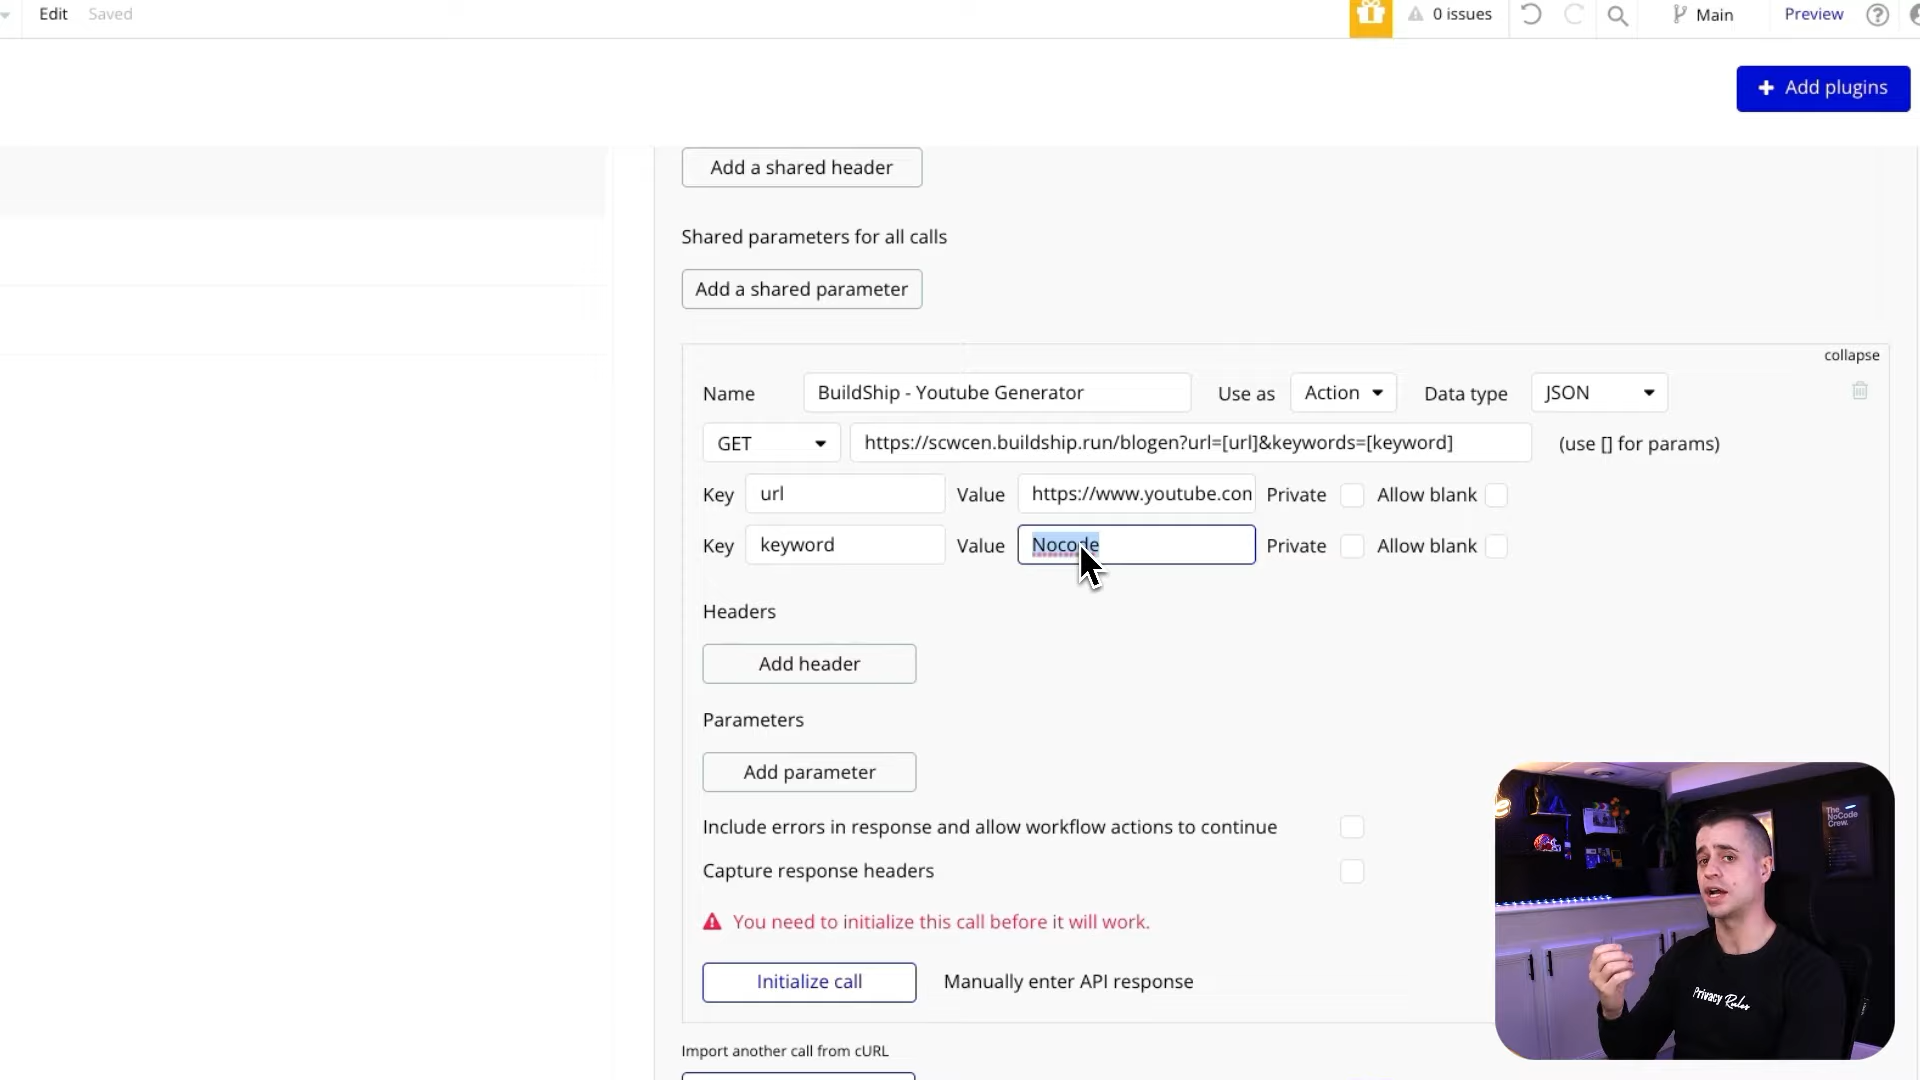 Edit Saved 0 issues Main Preview ?
+ Add plugins
Add a shared header
Shared parameters for all calls
Add a shared parameter
collapse
Name BuildShip - Youtube Generator Use as Action Data type JSON
GET https://scwcen.buildship.run/blogen?url=[url]&keywords=[keyword] (use [] for params)
Key url Value https://www.youtube.con Private Allow blank
Key keyword Value Nocode Private Allow blank
Headers
Add header
Parameters
Add parameter
Include errors in response and allow workflow actions to continue
Capture response headers
You need to initialize this call before it will work.
Initialize call Manually enter API response
Import another call from cURL
The
NoCode
Crew.
Privacy Rules